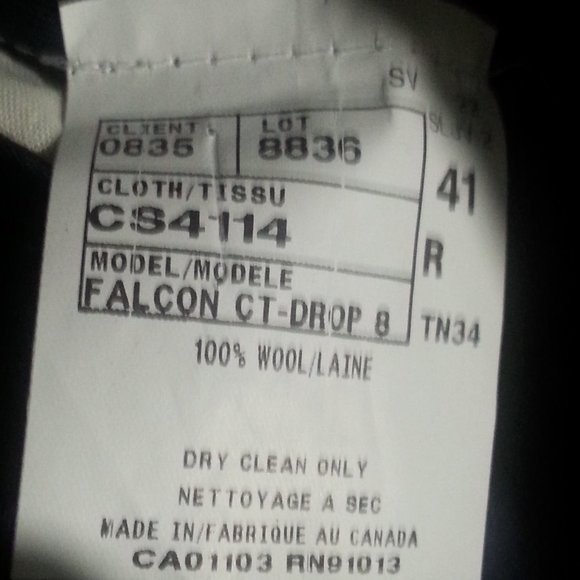 SV
CLIENT LOT
0835 8836
CLOTH/TISSU
CS4114
MODEL/MODELE
FALCON CT-DROP 8
41
R
TN34
100% WOOL/LAINE
DRY CLEAN ONLY
NETTOYAGE A SEC
MADE IN/FABRIQUE AU CANADA
CA01103 RN91013